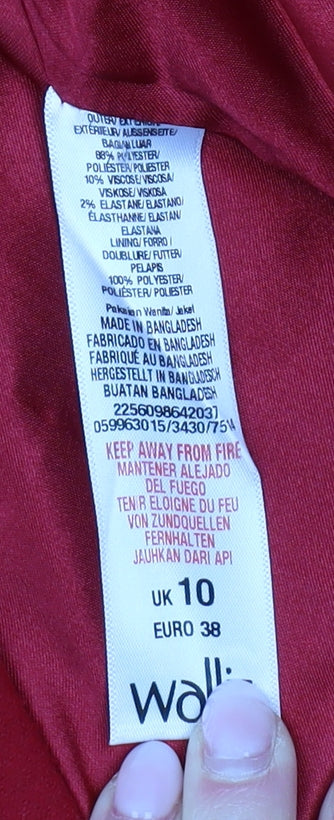 OUTER/ EXTERIOR/
EXTÉRIEUR/ AUSSENSEITE/
BAGIAN LUAR
88% POLYESTER/
POLIÉSTER/ POLIESTER
10% VISCOSE/VISCOSA/
VISKOSE/ VISKOSA
2% ELASTANE/ELASTANO/
ÉLASTHANNE/ ELASTAN/
ELASTANA
LINING/ FORRO /
DOUBLURE/ FUTTER/
PELAPIS
100% POLYESTER/
POLIÉSTER/ POLIESTER
Pakaian Wanita/ Jaket
MADE IN BANGLADESH
FABRICADO EN BANGLADESH
FABRIQUÉ AU BANGLADESH
HERGESTELLT IN BANGLADESCH
BUATAN BANGLADESH
2256098642037
059963015/3430/751
KEEP AWAY FROM FIRE
MANTENER ALEJADO
DEL FUEGO
TENIR ELOIGNE DU FEU
VON ZUNDQUELLEN
FERNHALTEN
JAUHKAN DARI API
UK 10
EURO 38
wallis